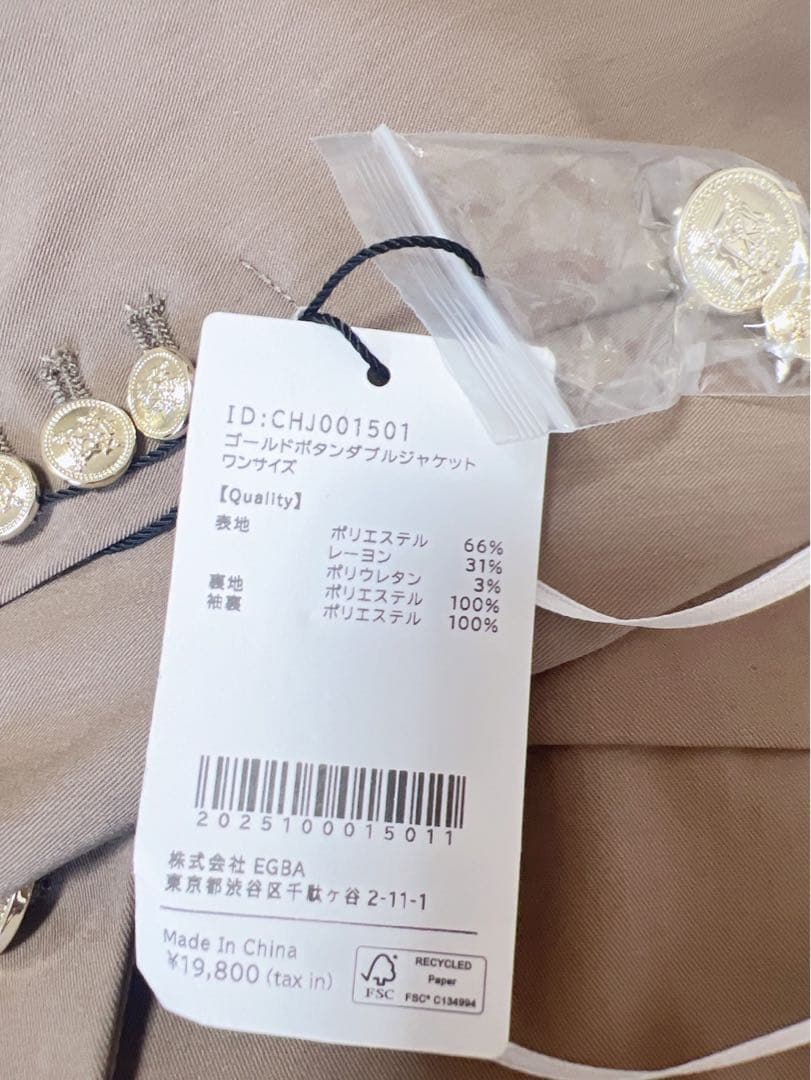 ID:CHJ001501
ゴールドボタンダブルジャケット
ワンサイズ
【Quality】
表地 ポリエステル 66%
レーヨン 31%
ポリウレタン 3%
裏地 ポリエステル 100%
袖裏 ポリエステル 100%
2025100015011
株式会社 EGBA
東京都渋谷区千駄ヶ谷 2-11-1
Made In China
¥19,800 (tax in)
FSC
RECYCLED
Paper
FSC® C134994